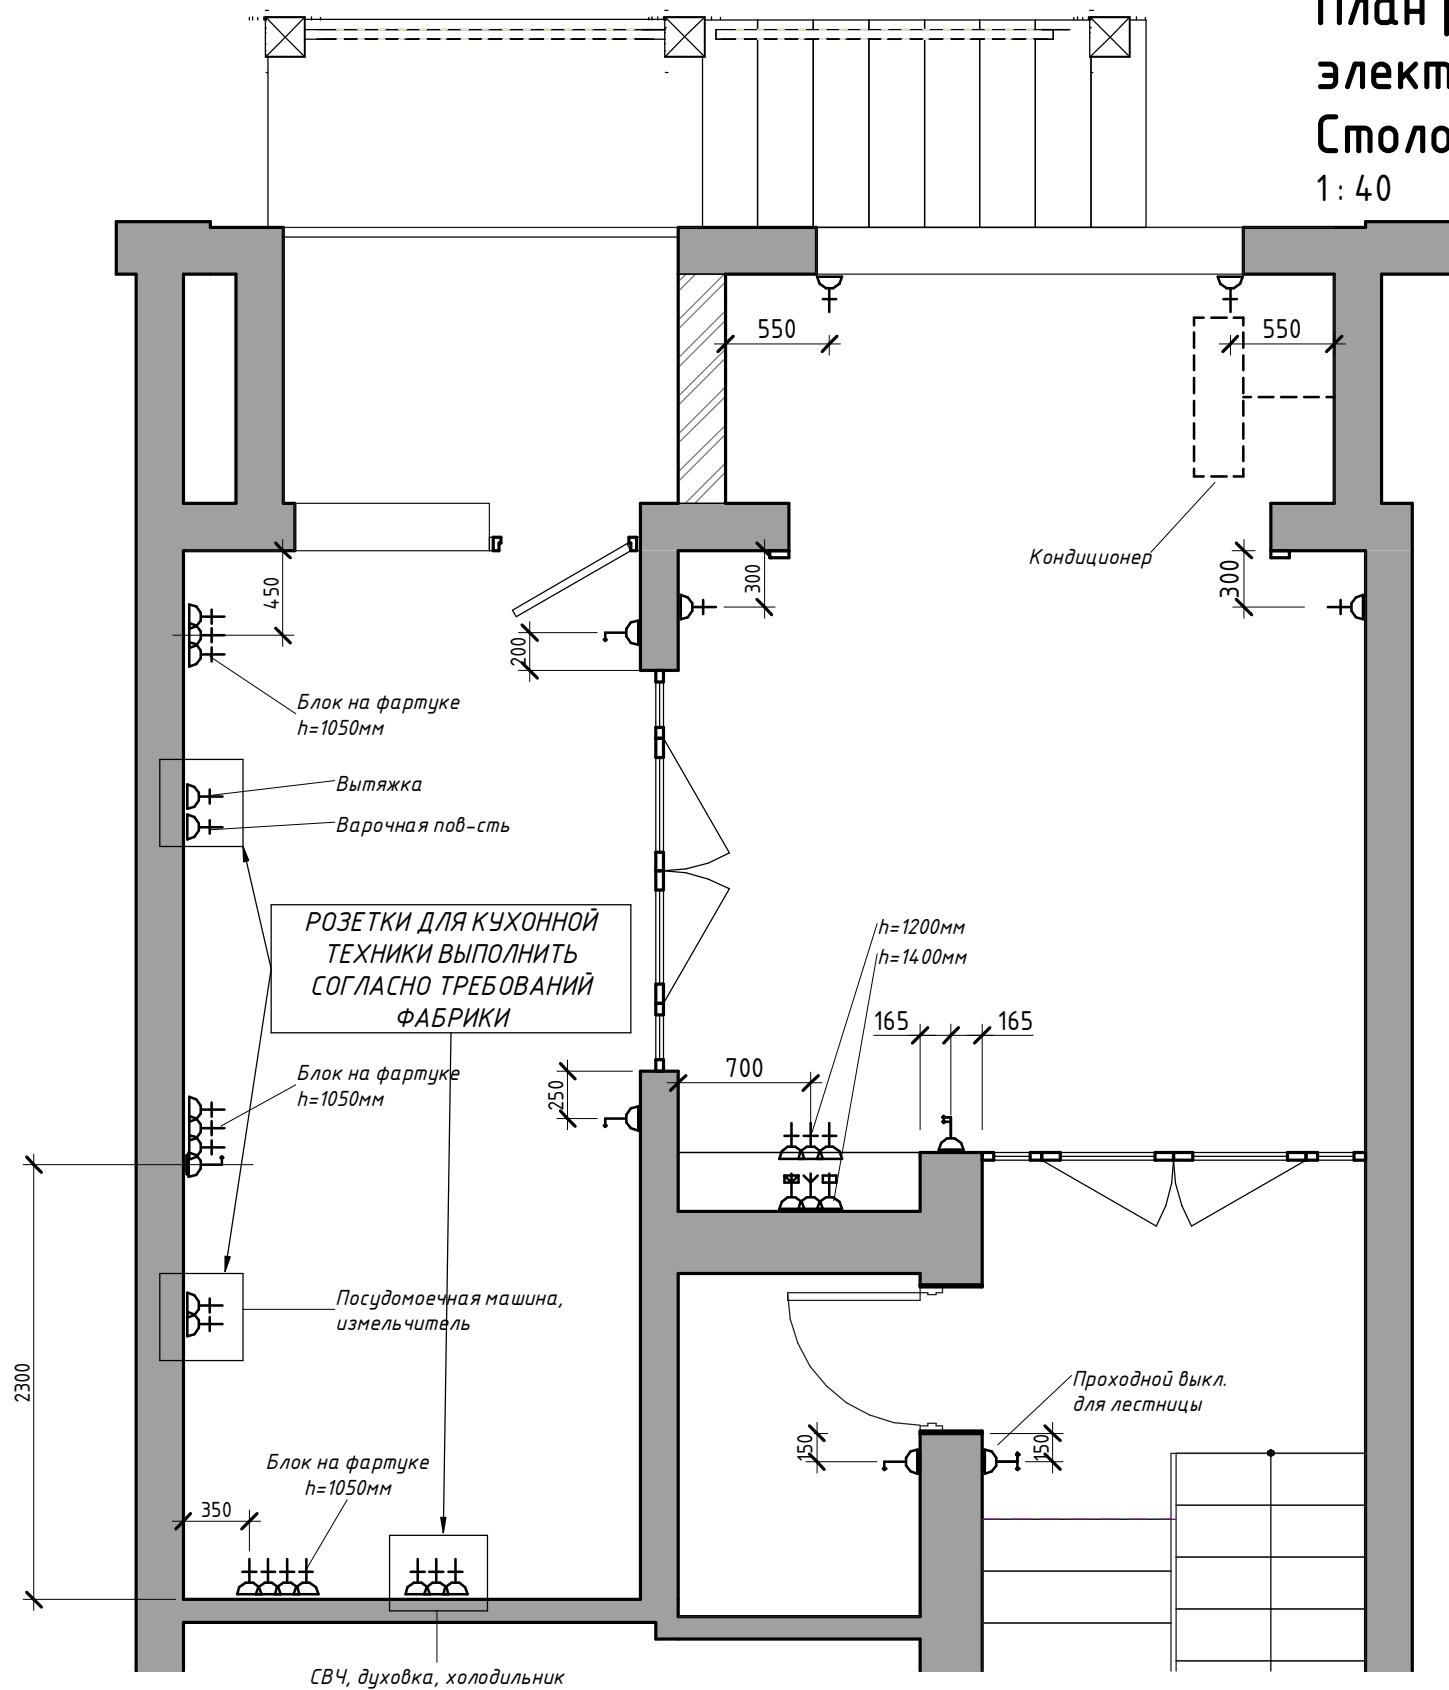 План
элект
Столо
1:40
550
550
Кондиционер
450
300
300
200
Блок на фартуке
h=1050мм
Вытяжка
Варочная пов-сть
РОЗЕТКИ ДЛЯ КУХОННОЙ
ТЕХНИКИ ВЫПОЛНИТЬ
СОГЛАСНО ТРЕБОВАНИЙ
ФАБРИКИ
h=1200мм
h=1400мм
165
165
700
Блок на фартуке
h=1050мм
250
Посудомоечная машина,
измельчитель
2300
Проходной выкл.
для лестницы
150
150
Блок на фартуке
h=1050мм
350
СВЧ, духовка, холодильник